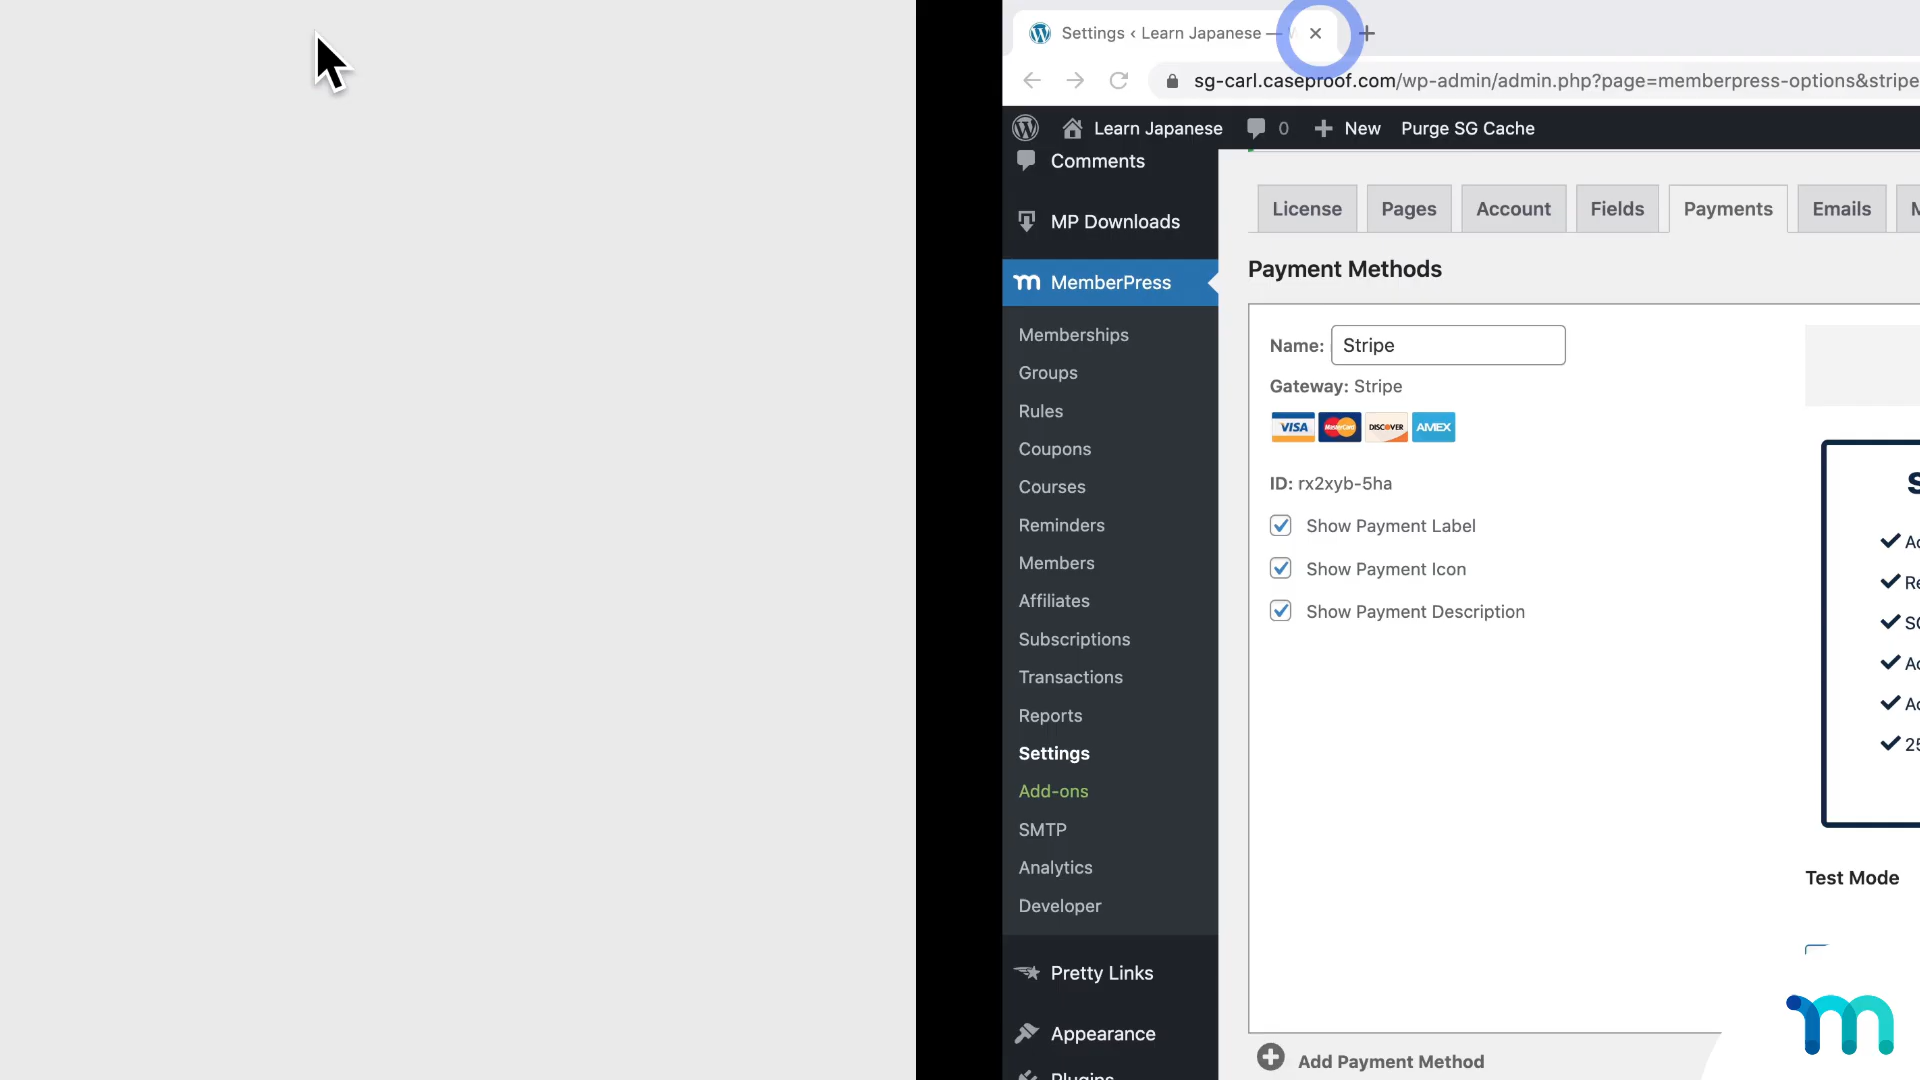 Settings ‹ Learn Japanese —
sg-carl.caseproof.com/wp-admin/admin.php?page=memberpress-options&stripe
Learn Japanese
0
New
Purge SG Cache
Comments
MP Downloads
MemberPress
Memberships
Groups
Rules
Coupons
Courses
Reminders
Members
Affiliates
Subscriptions
Transactions
Reports
Settings
Add-ons
SMTP
Analytics
Developer
Pretty Links
Appearance
Plugins
License
Pages
Account
Fields
Payments
Emails
Payment Methods
Name: Stripe
Gateway: Stripe
VISA
MasterCard
DISCOVER
AMEX
ID: rx2xyb-5ha
Show Payment Label
Show Payment Icon
Show Payment Description
25
Test Mode
Add Payment Method